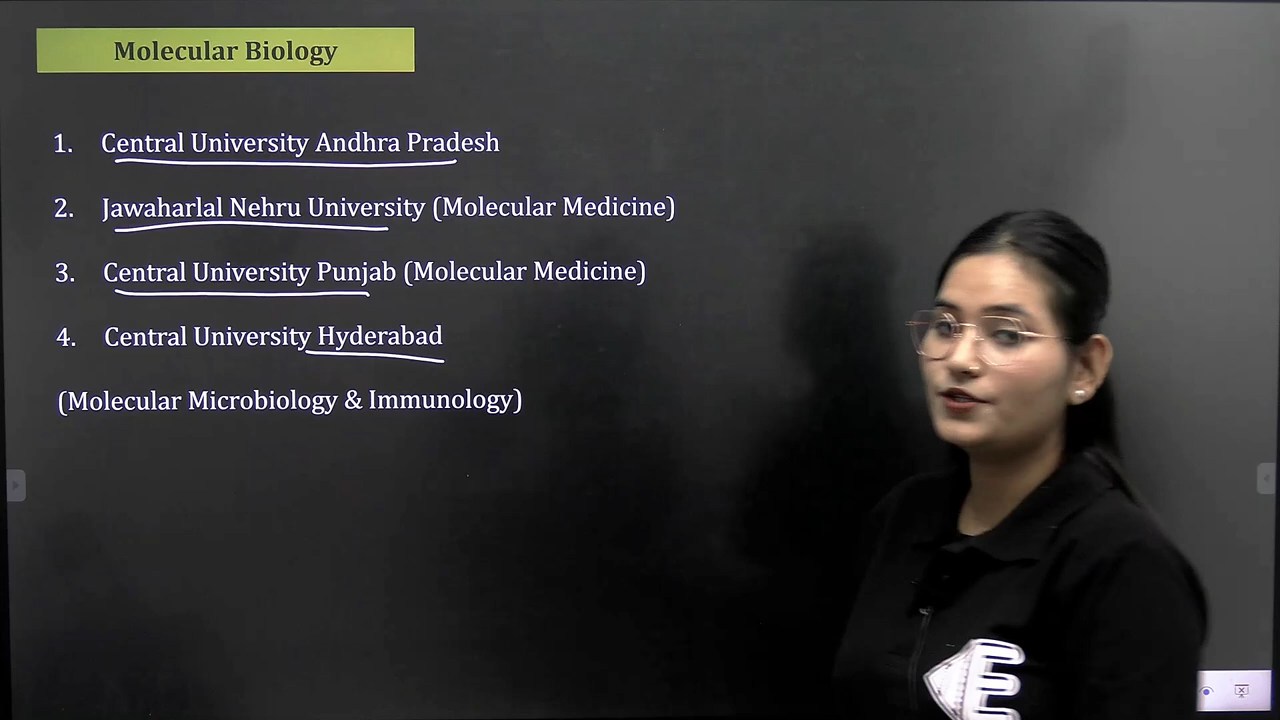 Molecular Biology
1. Central University Andhra Pradesh
2. Jawaharlal Nehru University (Molecular Medicine)
3. Central University Punjab (Molecular Medicine)
4. Central University Hyderabad
(Molecular Microbiology & Immunology)